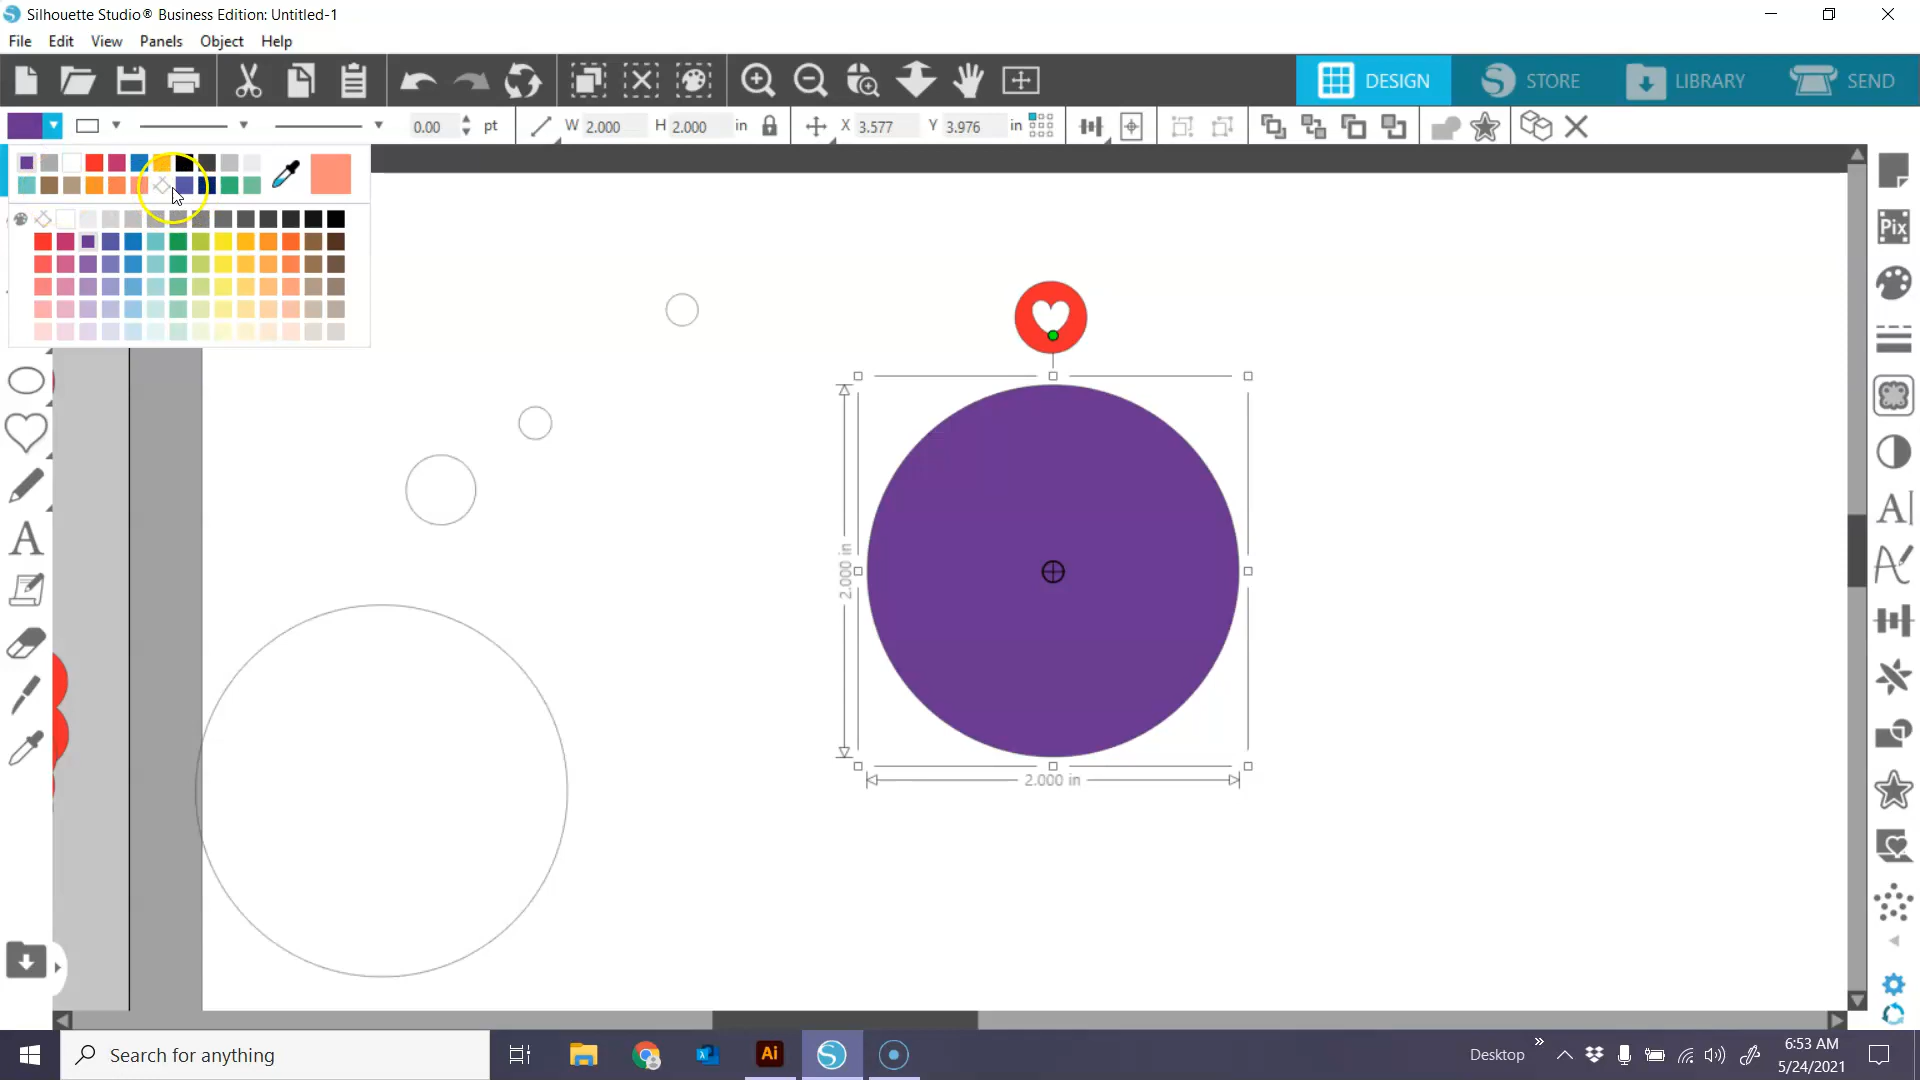 Silhouette Studio® Business Edition: Untitled-1
File Edit View Panels Object Help
DESIGN STORE LIBRARY SEND
0.00 pt W 2.000 H 2.000 in X 3.577 Y 3.976 in
Pix
2.000 in
2.000 in
Search for anything
Ai
Desktop
6:53 AM
5/24/2021